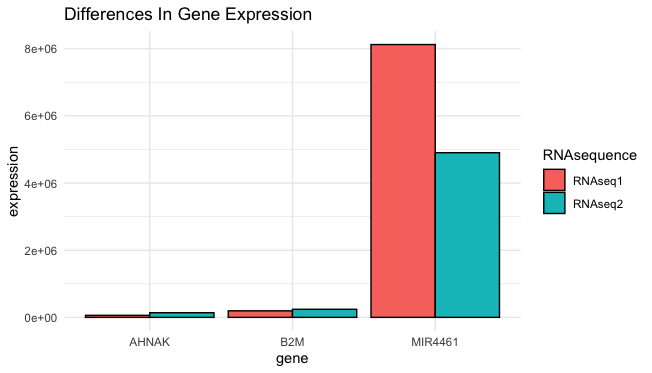 Differences In Gene Expression
8e+06
6e+06
4e+06
2e+06
0e+00
expression
AHNAK
B2M
MIR4461
gene
RNAsequence
RNAseq1
RNAseq2